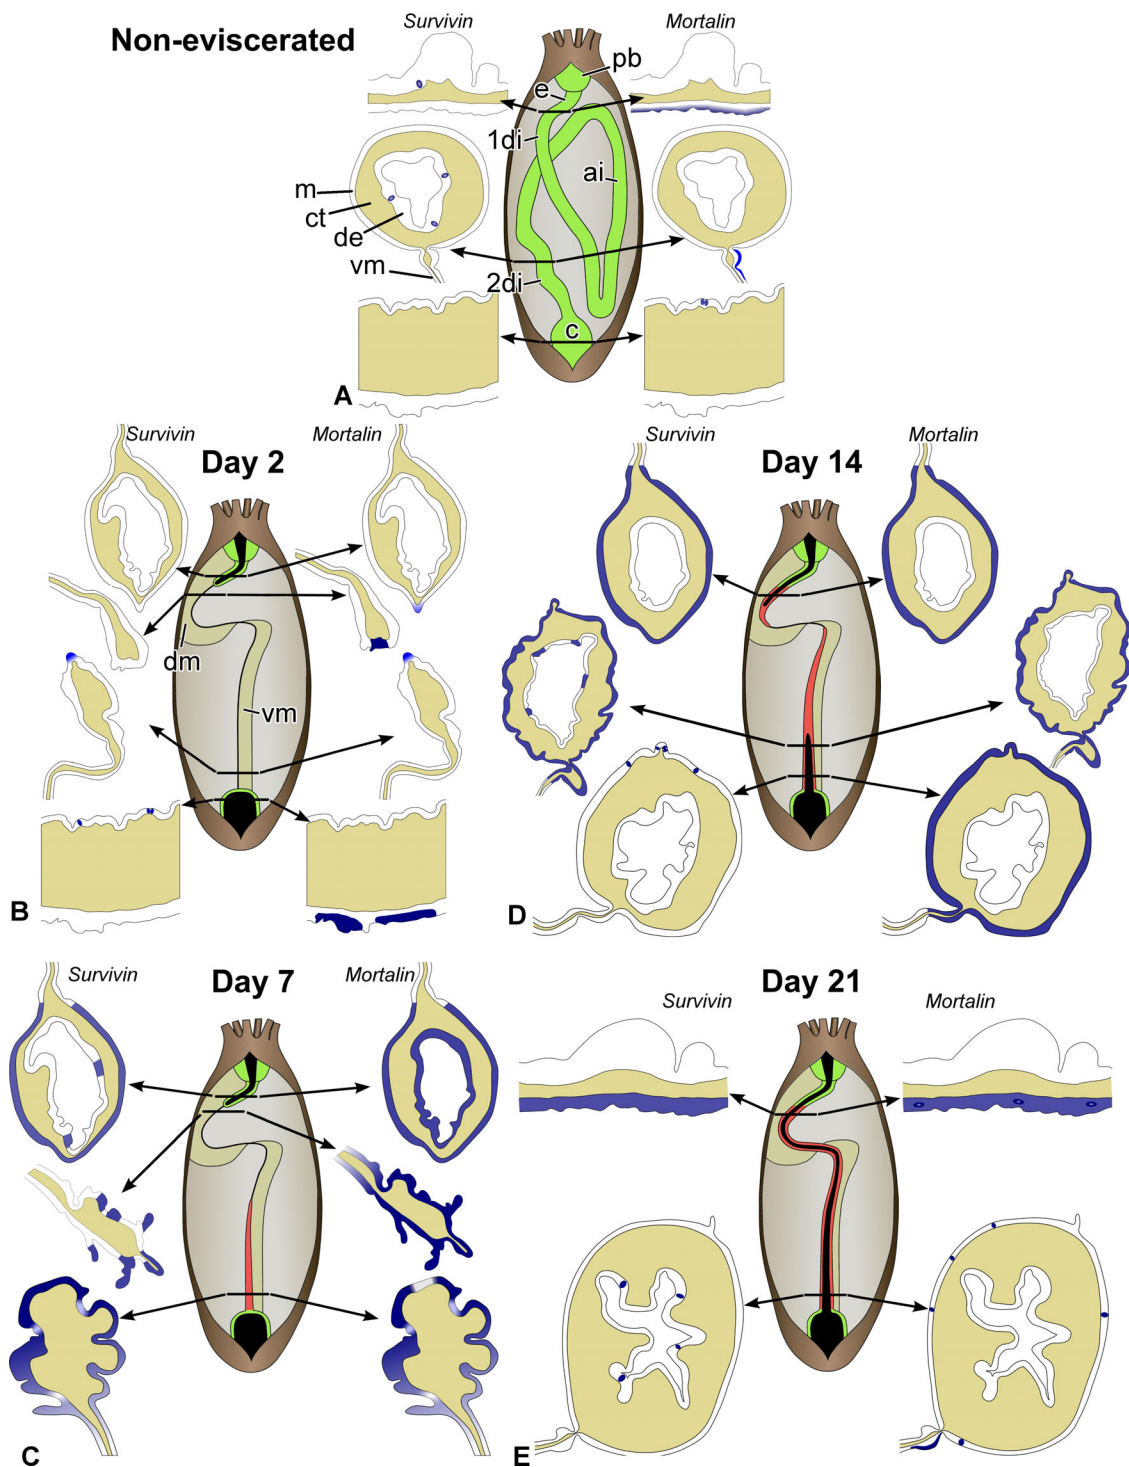 Survivin
Mortalin
Non-eviscerated
pb
e
1di
ai
m
ct
de
vm
2di
c
A
Survivin
Mortalin
Day 2
dm
vm
B
Survivin
Mortalin
Day 14
D
Survivin
Mortalin
Day 7
C
Survivin
Mortalin
Day 21
E